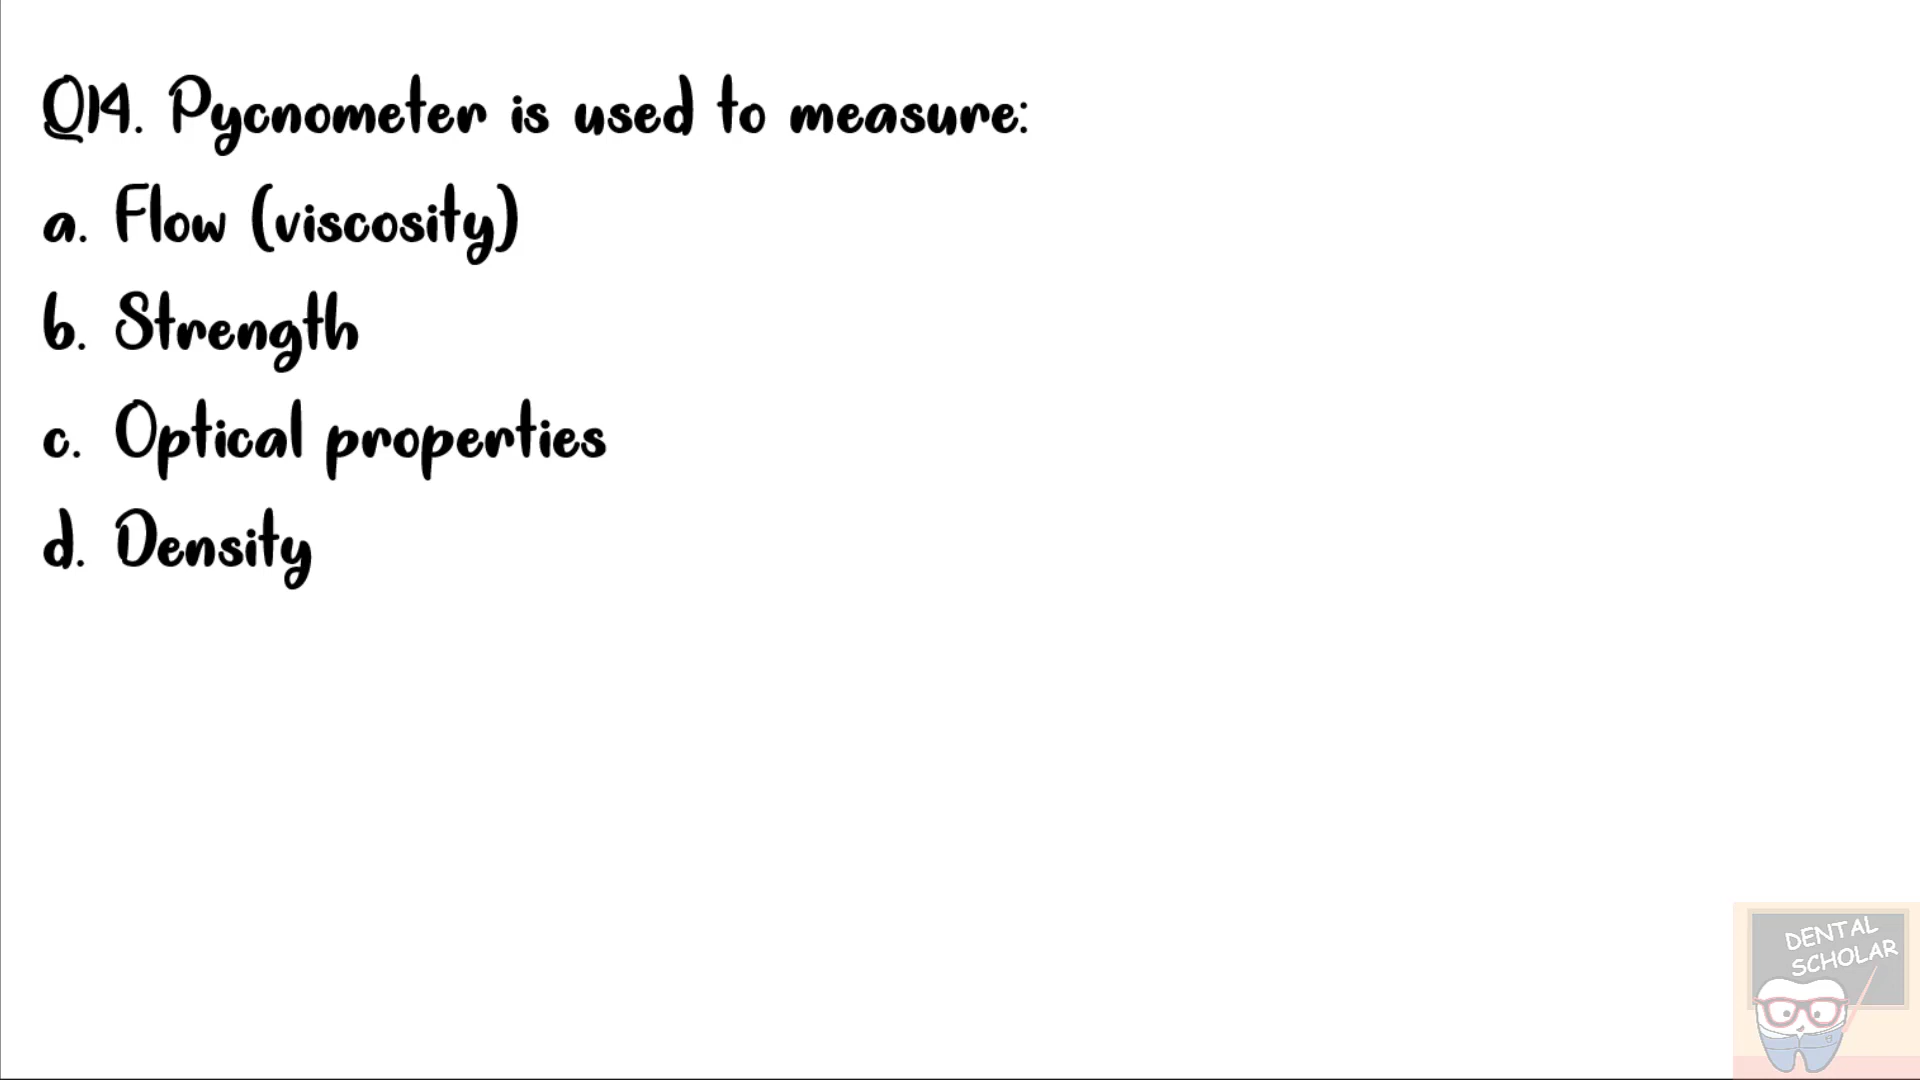 Q14. Pycnometer is used to measure:
a. Flow (viscosity)
b. Strength
c. Optical properties
d. Density
DENTAL
SCHOLAR